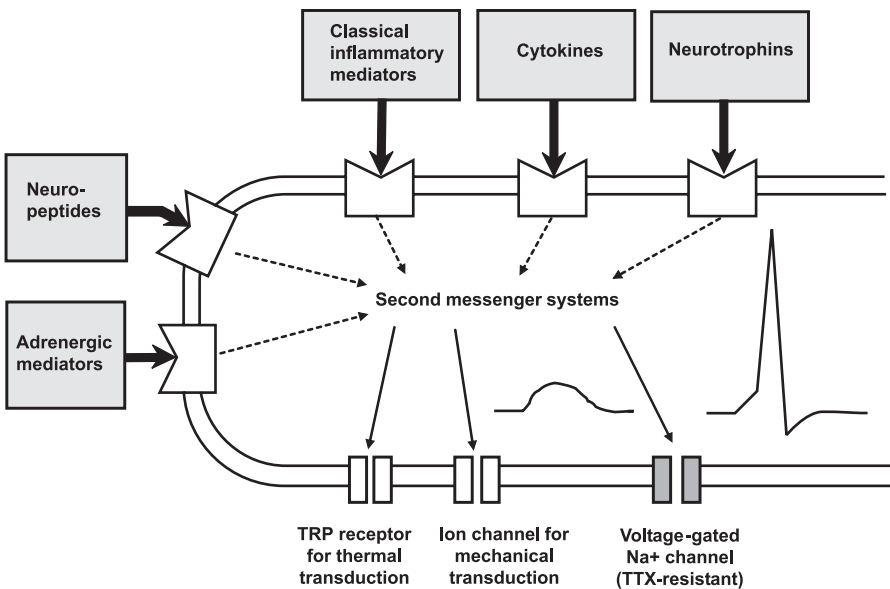 Classical
inflammatory
mediators
Cytokines
Neurotrophins
Neuro-
peptides
Adrenergic
mediators
Second messenger systems
TRP receptor
for thermal
transduction
Ion channel for
mechanical
transduction
Voltage-gated
Na+ channel
(TTX-resistant)